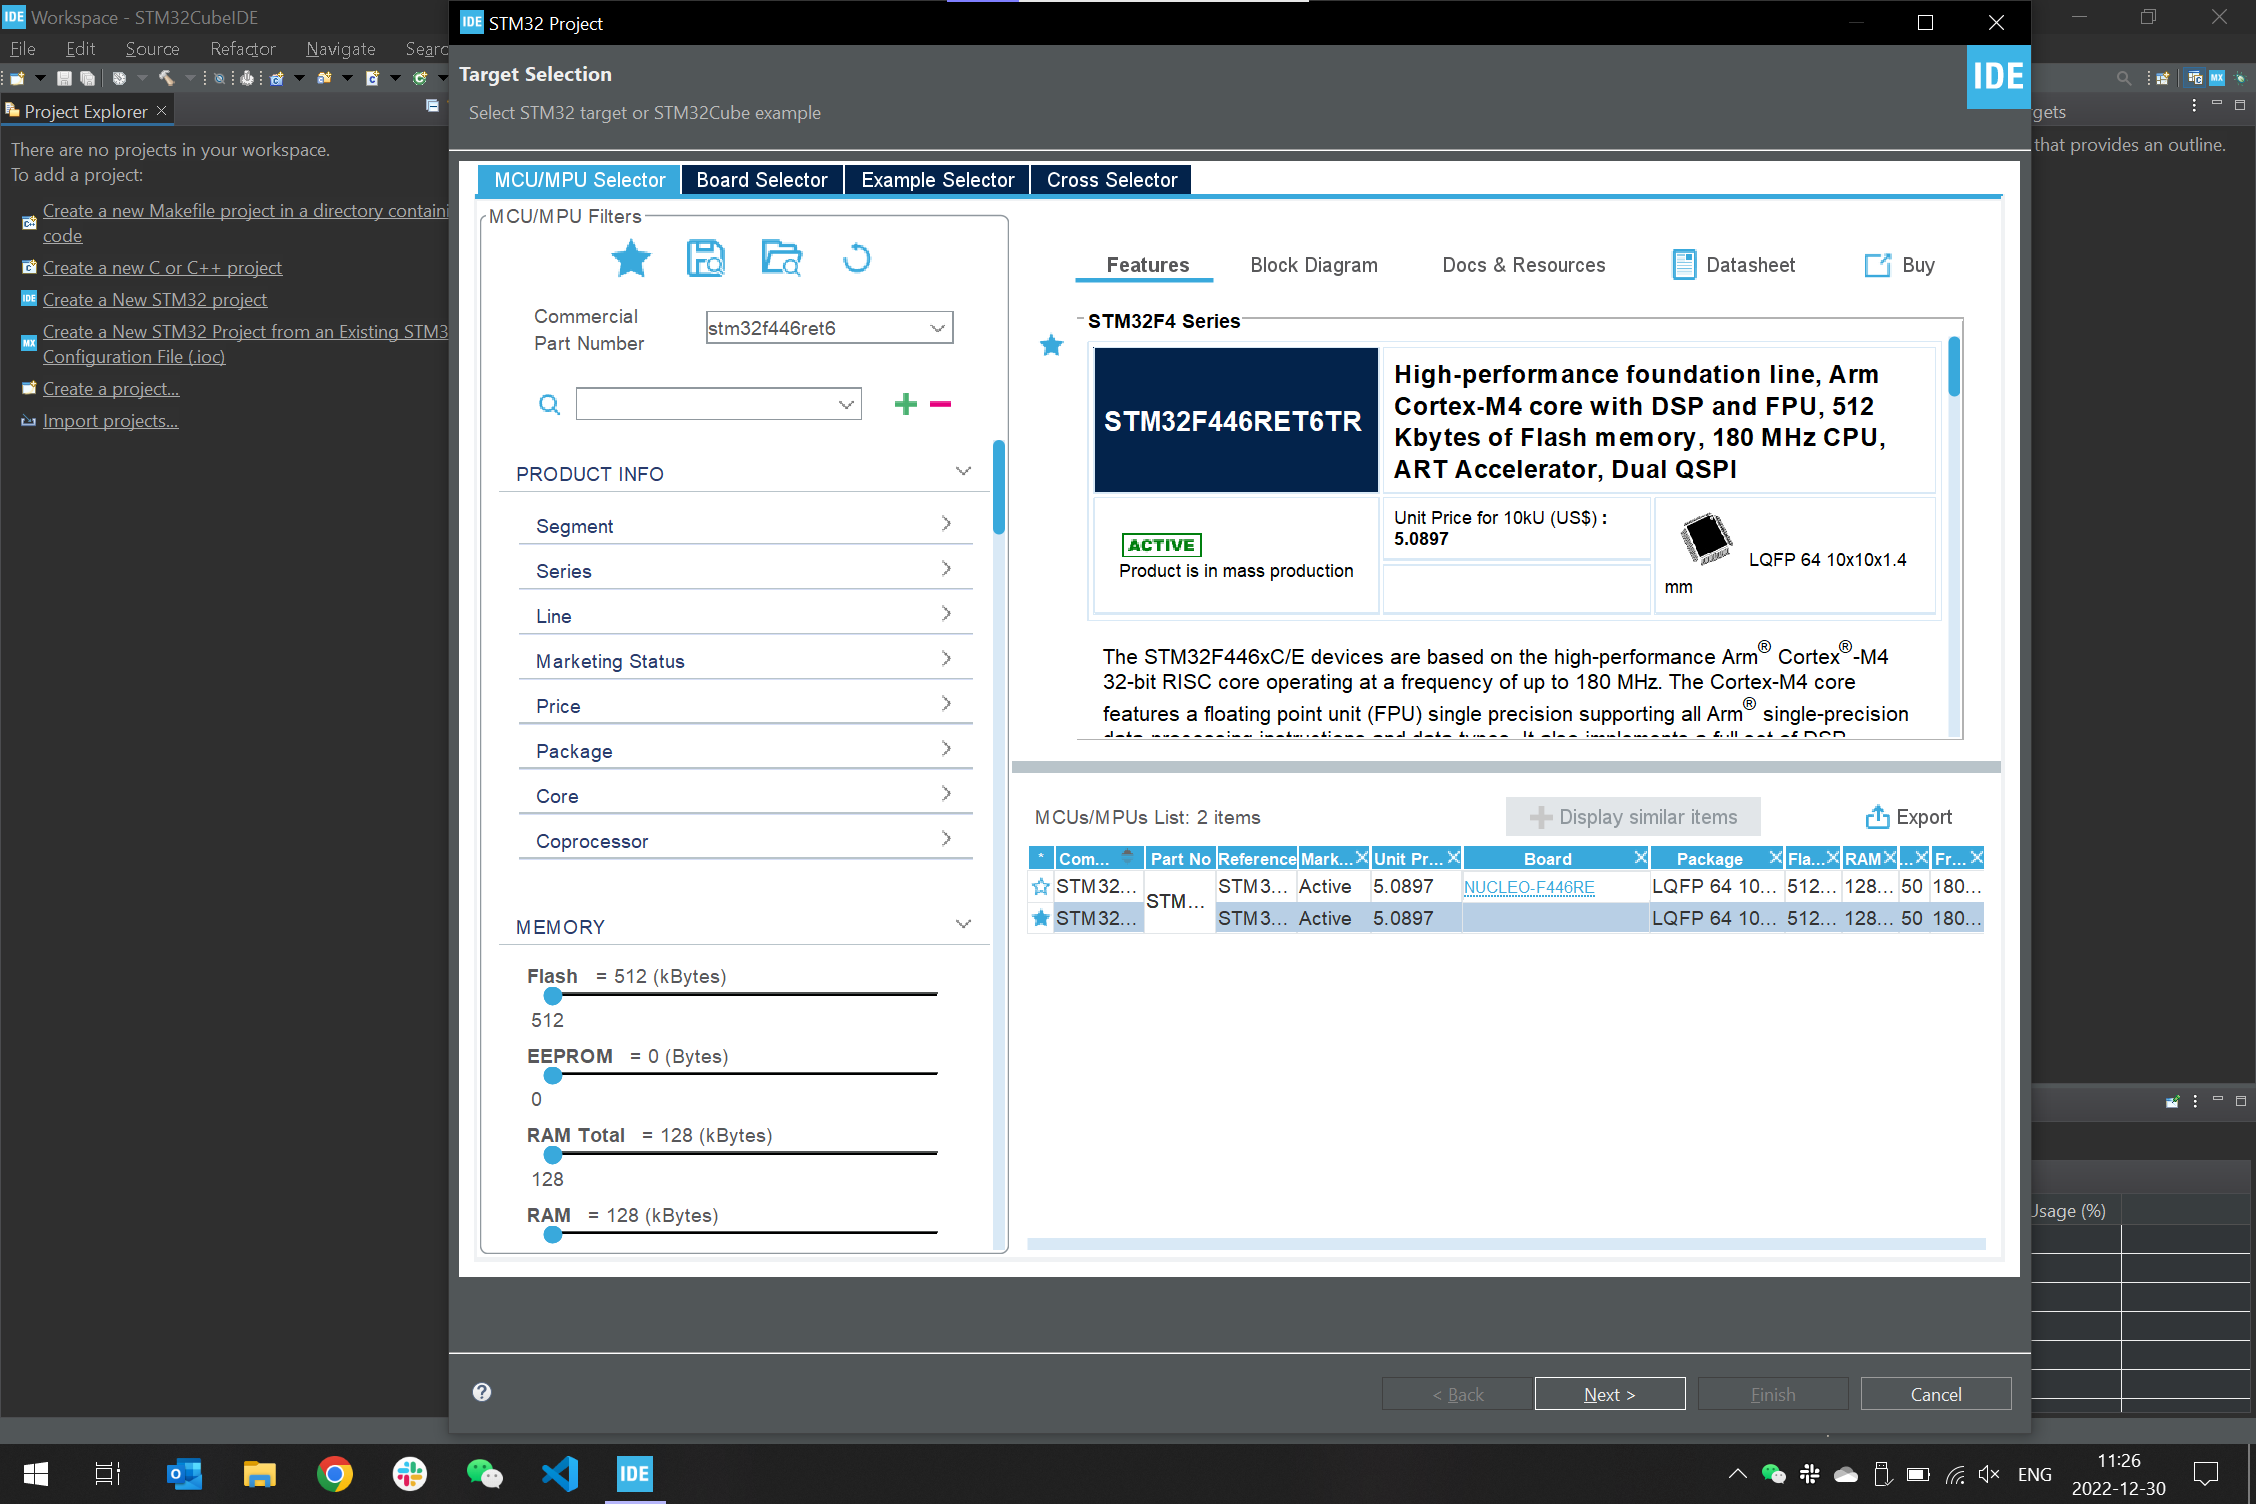 IDE Workspace - STM32CubeIDE
File Edit Source Refactor Navigate
Project Explorer
There are no projects in your workspace.
To add a project:
Create a new Makefile project in a directory
code
Create a new C or C++ project
IDE Create a New STM32 project
MX Create a New STM32 Project from an Existing
Configuration File (.ioc)
Create a project...
Import projects...
IDE STM32 Project
Target Selection
Select STM32 target or STM32Cube example
IDE
MCU/MPU Selector Board Selector Example Selector Cross Selector
MCU/MPU Filters
Commercial
Part Number
stm32f446ret6
PRODUCT INFO
Segment
Series
Line
Marketing Status
Price
Package
Core
Coprocessor
MEMORY
Flash = 512 (kBytes)
512
EEPROM = 0 (Bytes)
0
RAM Total = 128 (kBytes)
128
RAM = 128 (kBytes)
Features Block Diagram Docs & Resources Datasheet Buy
STM32F4 Series
STM32F446RET6TR
High-performance foundation line, Arm
Cortex-M4 core with DSP and FPU, 512
Kbytes of Flash memory, 180 MHz CPU,
ART Accelerator, Dual QSPI
ACTIVE
Product is in mass production
Unit Price for 10kU (US$) :
5.0897
LQFP 64 10x10x1.4
mm
The STM32F446xC/E devices are based on the high-performance Arm® Cortex®-M4
32-bit RISC core operating at a frequency of up to 180 MHz. The Cortex-M4 core
features a floating point unit (FPU) single precision supporting all Arm® single-precision
MCUs/MPUs List: 2 items
Display similar items
Export
* Com... Part No Reference Mark... Unit Pr... Board Package Fla... RAM ... Fr...
STM32... STM... STM3... Active 5.0897 NUCLEO-F446RE LQFP 64 10... 512... 128... 50 180...
STM32... STM3... Active 5.0897 LQFP 64 10... 512... 128... 50 180...
< Back Next > Finish Cancel
that provides an outline.
MX
Usage (%)
IDE
ENG
11:26
2022-12-30